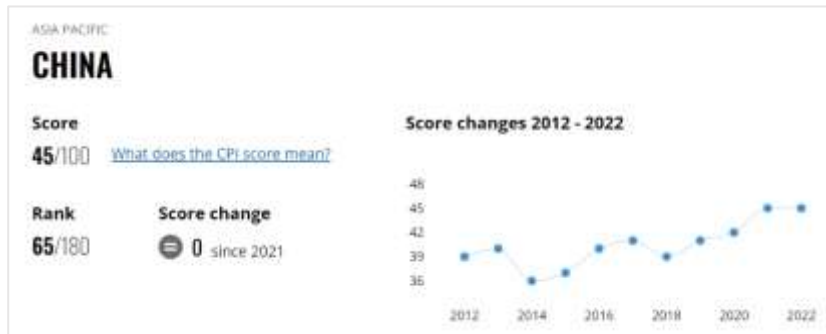 ASIA PACIFIC
CHINA
Score
45/100 What does the CPI score mean?
Rank
65/180
Score change
0 since 2021
Score changes 2012 - 2022
48
45
42
39
36
2012 2014 2016 2018 2020 2022